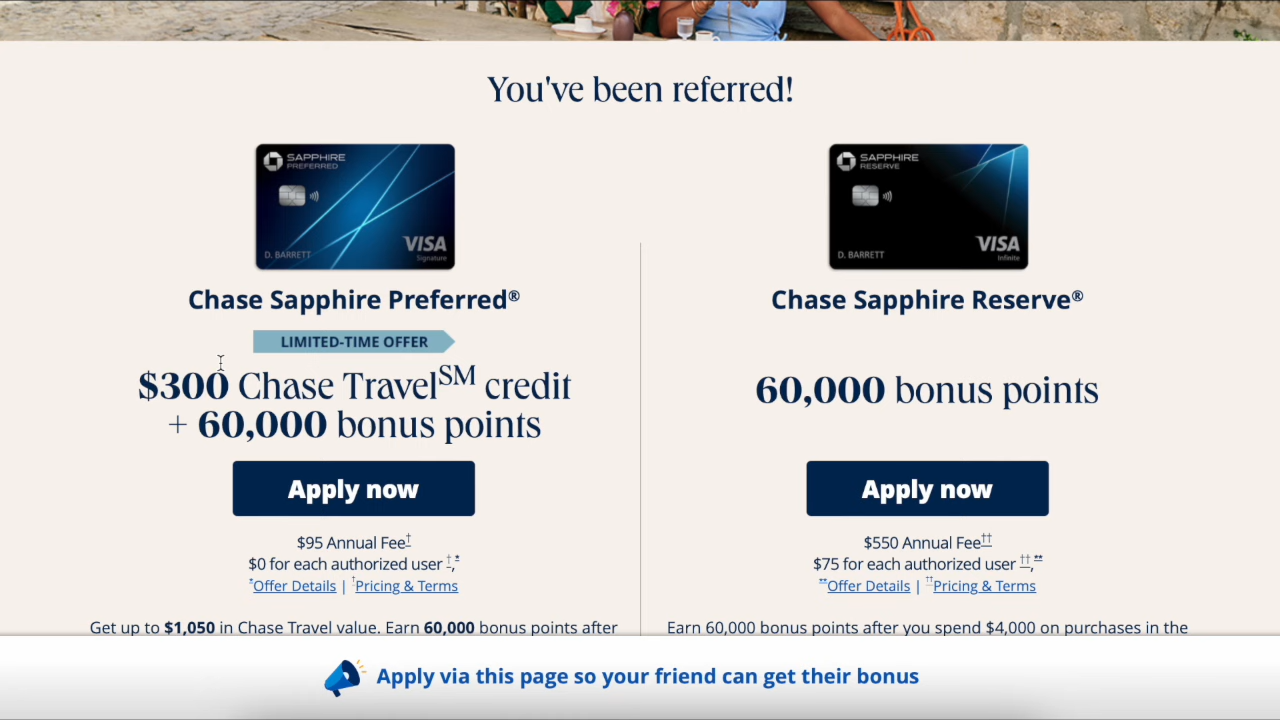 You've been referred!
SAPPHIRE
PREFERRED
D. BARRETT
VISA
Signature
Chase Sapphire Preferred®
LIMITED-TIME OFFER
$300 Chase Travel℠ credit
+ 60,000 bonus points
Apply now
$95 Annual Fee†
$0 for each authorized user †,*
*Offer Details | †Pricing & Terms
Get up to $1,050 in Chase Travel value. Earn 60,000 bonus points after
SAPPHIRE
RESERVE
D. BARRETT
VISA
Infinite
Chase Sapphire Reserve®
60,000 bonus points
Apply now
$550 Annual Fee††
$75 for each authorized user ††,**
**Offer Details | ††Pricing & Terms
Earn 60,000 bonus points after you spend $4,000 on purchases in the
Apply via this page so your friend can get their bonus